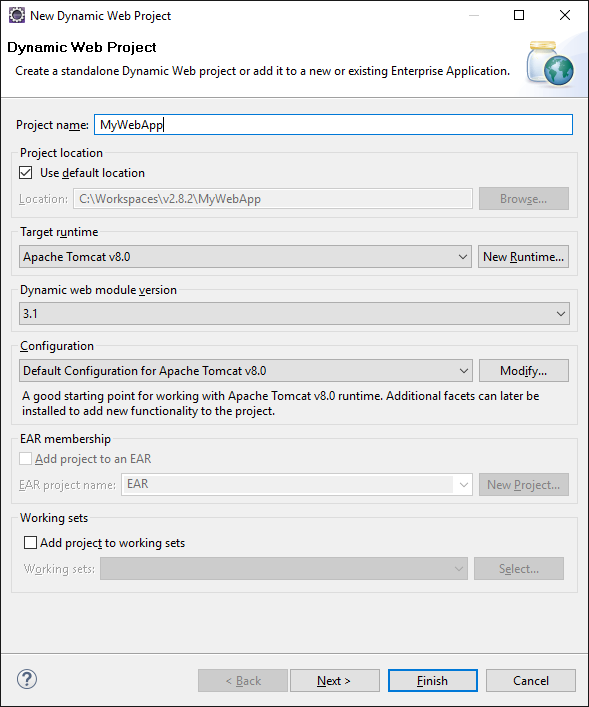 New Dynamic Web Project
Dynamic Web Project
Create a standalone Dynamic Web project or add it to a new or existing Enterprise Application.
Project name: MyWebApp
Project location
Use default location
Location: C:\Workspaces\v2.8.2\MyWebApp Browse...
Target runtime
Apache Tomcat v8.0 New Runtime...
Dynamic web module version
3.1
Configuration
Default Configuration for Apache Tomcat v8.0 Modify...
A good starting point for working with Apache Tomcat v8.0 runtime. Additional facets can later be
installed to add new functionality to the project.
EAR membership
Add project to an EAR
EAR project name: EAR New Project...
Working sets
Add project to working sets
Working sets: Select...
? < Back Next > Finish Cancel